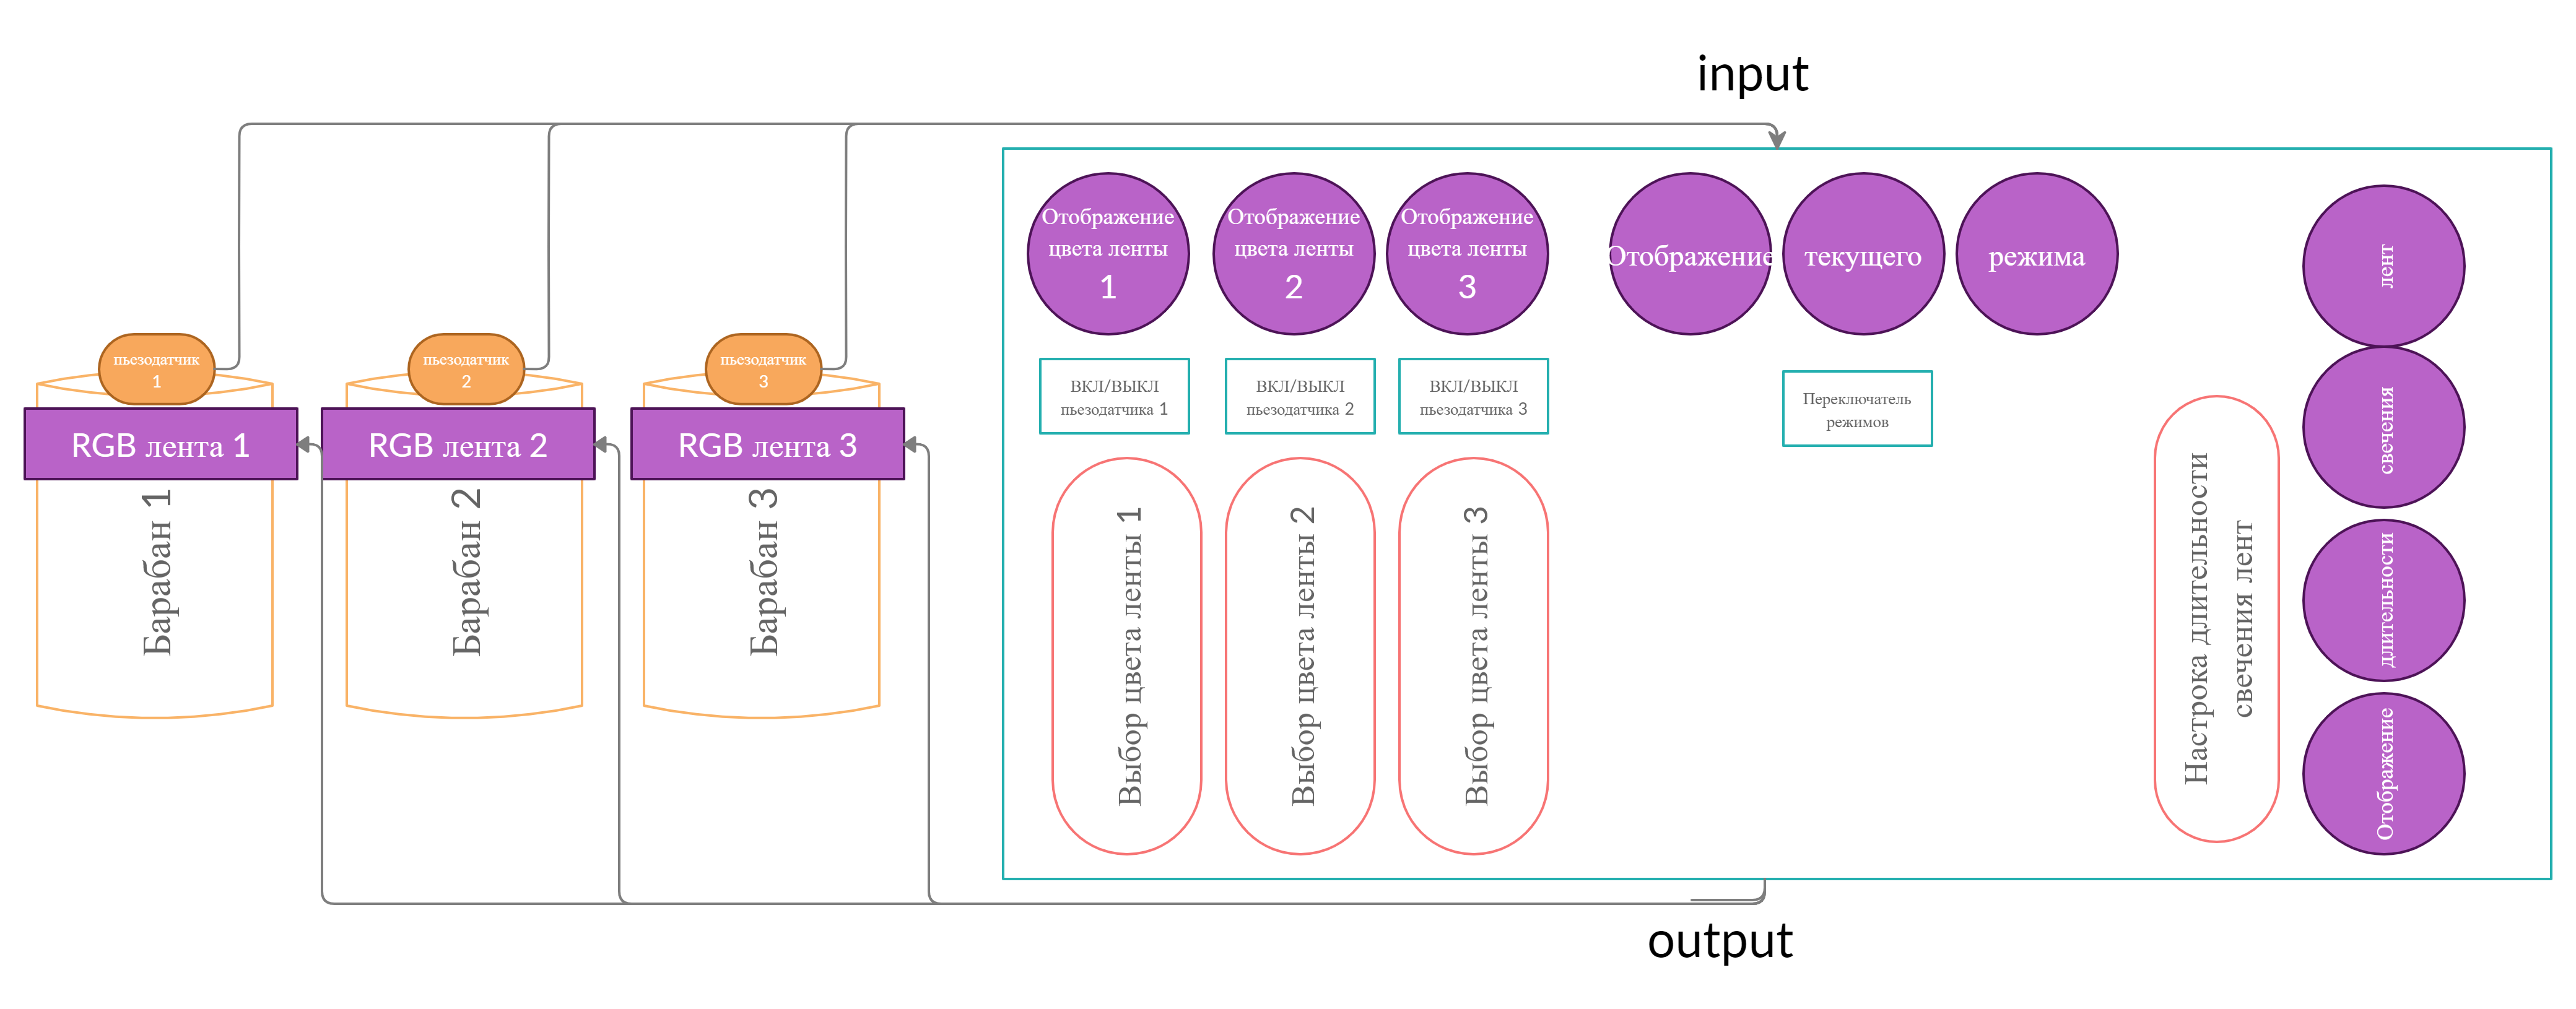 input
пьезодатчик
1
пьезодатчик
2
пьезодатчик
3
RGB лента 1
RGB лента 2
RGB лента 3
Барабан 1
Барабан 2
Барабан 3
Отображение
цвета ленты
1
Отображение
цвета ленты
2
Отображение
цвета ленты
3
Отображение
текущего
режима
ВКЛ/ВЫКЛ
пьезодатчика 1
ВКЛ/ВЫКЛ
пьезодатчика 2
ВКЛ/ВЫКЛ
пьезодатчика 3
Переключатель
режимов
Выбор цвета ленты 1
Выбор цвета ленты 2
Выбор цвета ленты 3
Настрока длительности
свечения лент
Отображение
длительности
свечения
лент
output